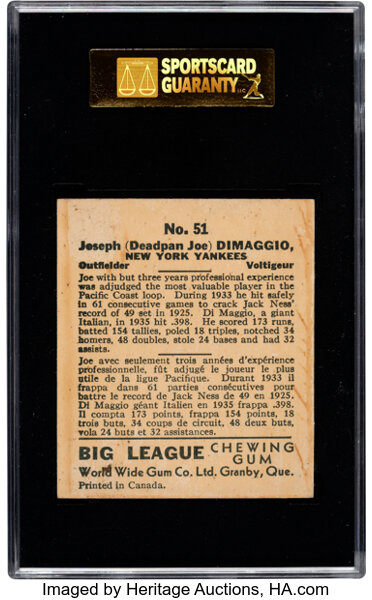 SPORTSCARD
GUARANTY LLC
No. 51
Joseph (Deadpan Joe) DIMAGGIO,
NEW YORK YANKEES
Outfielder Voltigeur
Joe with but three years professional experience
was adjudged the most valuable player in the
Pacific Coast loop. During 1933 he hit safely
in 61 consecutive games to crack Jack Ness'
record of 49 set in 1925. Di Maggio, a giant
Italian, in 1935 hit .398. He scored 173 runs,
batted 154 tallies, poled 18 triples, notched 34
homers, 48 doubles, stole 24 bases and had 32
assists.
Joe avec seulement trois années d'expérience
professionnelle, fût adjugé le joueur le plus
utile de la ligue Pacifique. Durant 1933 il
frappa dans 61 parties consécutives pour
battre le record de Jack Ness de 49 en 1925.
Di Maggio géant Italien en 1935 frappa .398.
Il compta 173 points, frappa 154 points, 18
trois buts, 34 coups de circuit, 48 deux buts,
vola 24 buts et 32 assistances.
BIG LEAGUE CHEWING GUM
World Wide Gum Co. Ltd. Granby, Que.
Printed in Canada.
Imaged by Heritage Auctions, HA.com